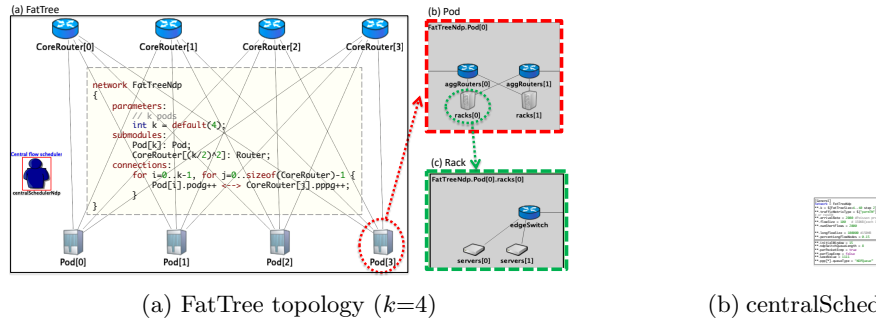 (a) FatTree
CoreRouter[0]
CoreRouter[1]
CoreRouter[2]
CoreRouter[3]
network FatTreeNdp
{
parameters:
// k pods
int k = default(4);
submodules:
Pod[k]: Pod;
CoreRouter[(k/2)^2]: Router;
connections:
for i=0..k-1, for j=0..sizeof(CoreRouter)-1 {
Pod[i].podg++ <--> CoreRouter[j].pppg++;
}
}
Central flow scheduler
centralSchedulerNdp
Pod[0]
Pod[1]
Pod[2]
Pod[3]
(b) Pod
FatTreeNdp.Pod[0]
aggRouters[0]
aggRouters[1]
racks[0]
racks[1]
(c) Rack
FatTreeNdp.Pod[0].racks[0]
edgeSwitch
servers[0]
servers[1]
(a) FatTree topology (k=4)
(b) centralSched